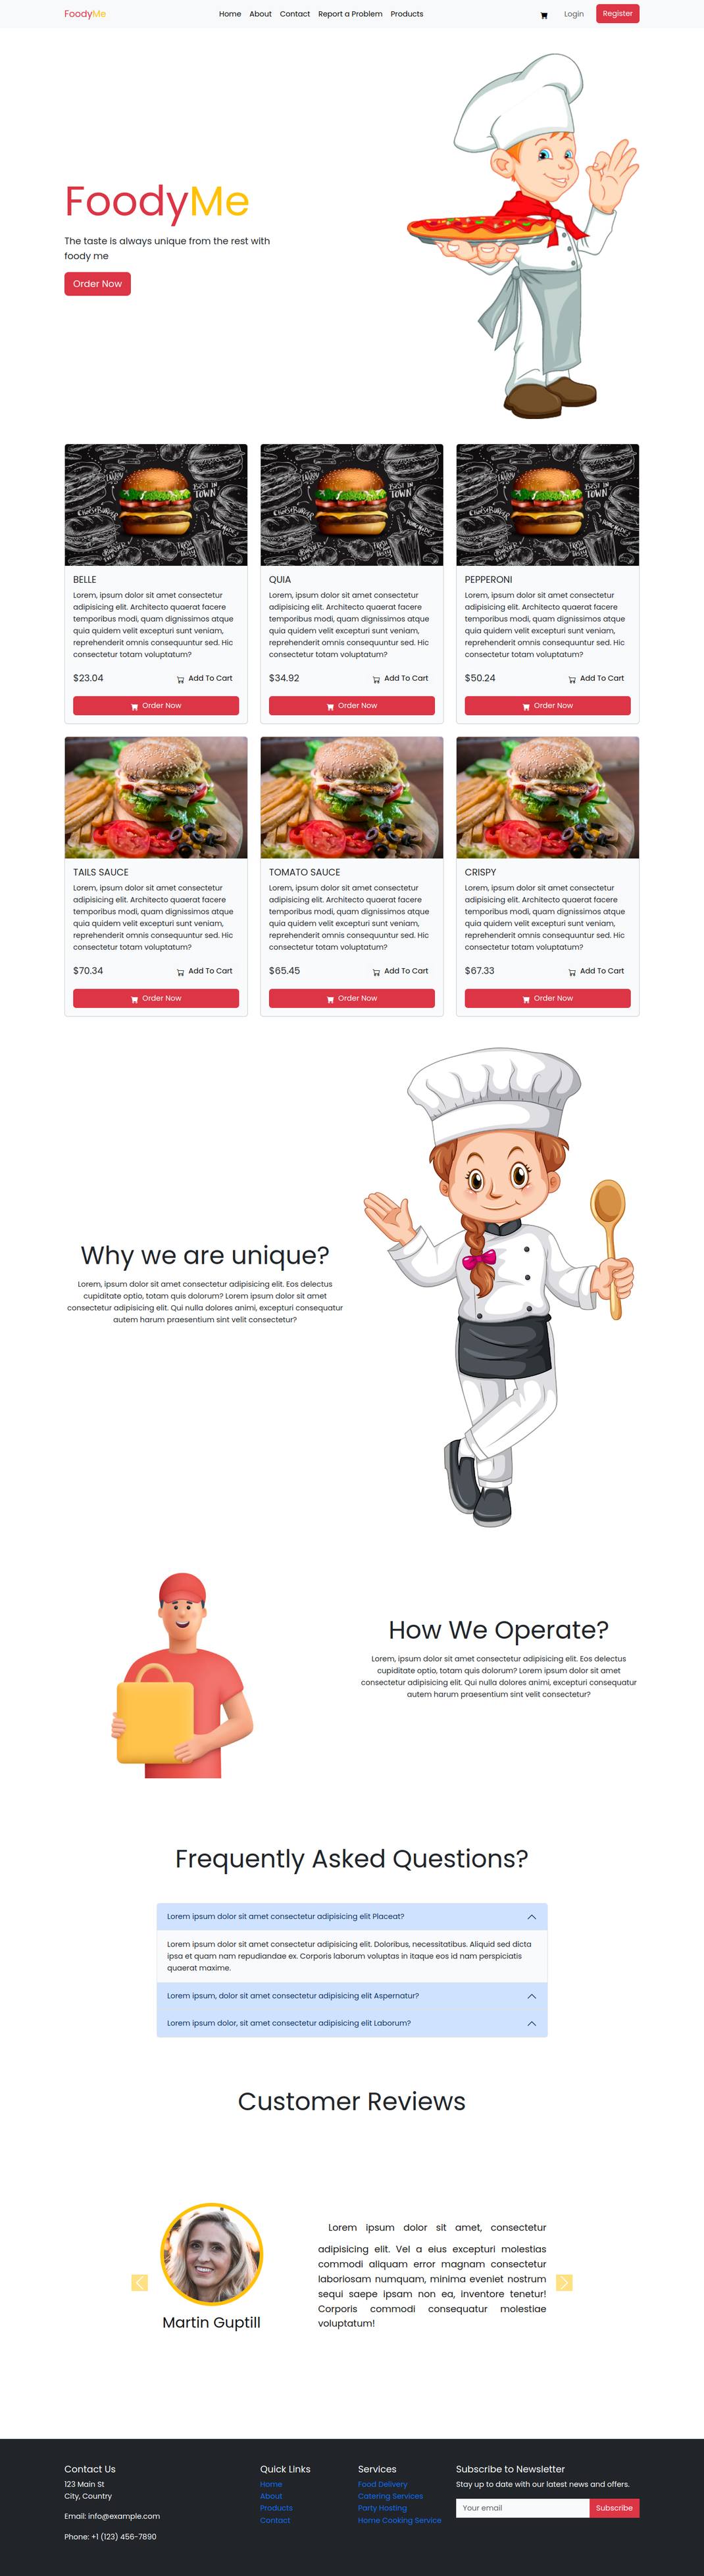 FoodyMe
Home About Contact Report a Problem Products
Login Register
FoodyMe
The taste is always unique from the rest with
foody me
Order Now
BELLE
Lorem, ipsum dolor sit amet consectetur
adipisicing elit. Architecto quaerat facere
temporibus modi, quam dignissimos atque
quia quidem velit excepturi sunt veniam,
reprehenderit omnis consequuntur sed. Hic
consectetur totam voluptatum?
$23.04 Add To Cart
Order Now
QUIA
Lorem, ipsum dolor sit amet consectetur
adipisicing elit. Architecto quaerat facere
temporibus modi, quam dignissimos atque
quia quidem velit excepturi sunt veniam,
reprehenderit omnis consequuntur sed. Hic
consectetur totam voluptatum?
$34.92 Add To Cart
Order Now
PEPPERONI
Lorem, ipsum dolor sit amet consectetur
adipisicing elit. Architecto quaerat facere
temporibus modi, quam dignissimos atque
quia quidem velit excepturi sunt veniam,
reprehenderit omnis consequuntur sed. Hic
consectetur totam voluptatum?
$50.24 Add To Cart
Order Now
TAILS SAUCE
Lorem, ipsum dolor sit amet consectetur
adipisicing elit. Architecto quaerat facere
temporibus modi, quam dignissimos atque
quia quidem velit excepturi sunt veniam,
reprehenderit omnis consequuntur sed. Hic
consectetur totam voluptatum?
$70.34 Add To Cart
Order Now
TOMATO SAUCE
Lorem, ipsum dolor sit amet consectetur
adipisicing elit. Architecto quaerat facere
temporibus modi, quam dignissimos atque
quia quidem velit excepturi sunt veniam,
reprehenderit omnis consequuntur sed. Hic
consectetur totam voluptatum?
$65.45 Add To Cart
Order Now
CRISPY
Lorem, ipsum dolor sit amet consectetur
adipisicing elit. Architecto quaerat facere
temporibus modi, quam dignissimos atque
quia quidem velit excepturi sunt veniam,
reprehenderit omnis consequuntur sed. Hic
consectetur totam voluptatum?
$67.33 Add To Cart
Order Now
Why we are unique?
Lorem, ipsum dolor sit amet consectetur adipisicing elit. Eos delectus
cupiditate optio, totam quis dolorum? Lorem ipsum dolor sit amet
consectetur adipisicing elit. Qui nulla dolores animi, excepturi consequatur
autem harum praesentium sint velit consectetur?
How We Operate?
Lorem, ipsum dolor sit amet consectetur adipisicing elit. Eos delectus
cupiditate optio, totam quis dolorum? Lorem ipsum dolor sit amet
consectetur adipisicing elit. Qui nulla dolores animi, excepturi consequatur
autem harum praesentium sint velit consectetur?
Frequently Asked Questions?
Lorem ipsum dolor sit amet consectetur adipisicing elit Placeat?
Lorem ipsum dolor sit amet consectetur adipisicing elit. Doloribus, necessitatibus. Aliquid sed dicta
ipsa et quam nam repudiandae ex. Corporis laborum voluptas in itaque eos id nam perspiciatis
quaerat maxime.
Lorem ipsum, dolor sit amet consectetur adipisicing elit Aspernatur?
Lorem ipsum dolor, sit amet consectetur adipisicing elit Laborum?
Customer Reviews
Martin Guptill
Lorem ipsum dolor sit amet, consectetur
adipisicing elit. Vel a eius excepturi molestias
commodi aliquam error magnam consectetur
laboriosam numquam, minima eveniet nostrum
sequi saepe ipsam non ea, inventore tenetur!
Corporis commodi consequatur molestiae
voluptatum!
Contact Us
123 Main St
City, Country
Email: info@example.com
Phone: +1 (123) 456-7890
Quick Links
Home
About
Products
Contact
Services
Food Delivery
Catering Services
Party Hosting
Home Cooking Service
Subscribe to Newsletter
Stay up to date with our latest news and offers.
Your email Subscribe